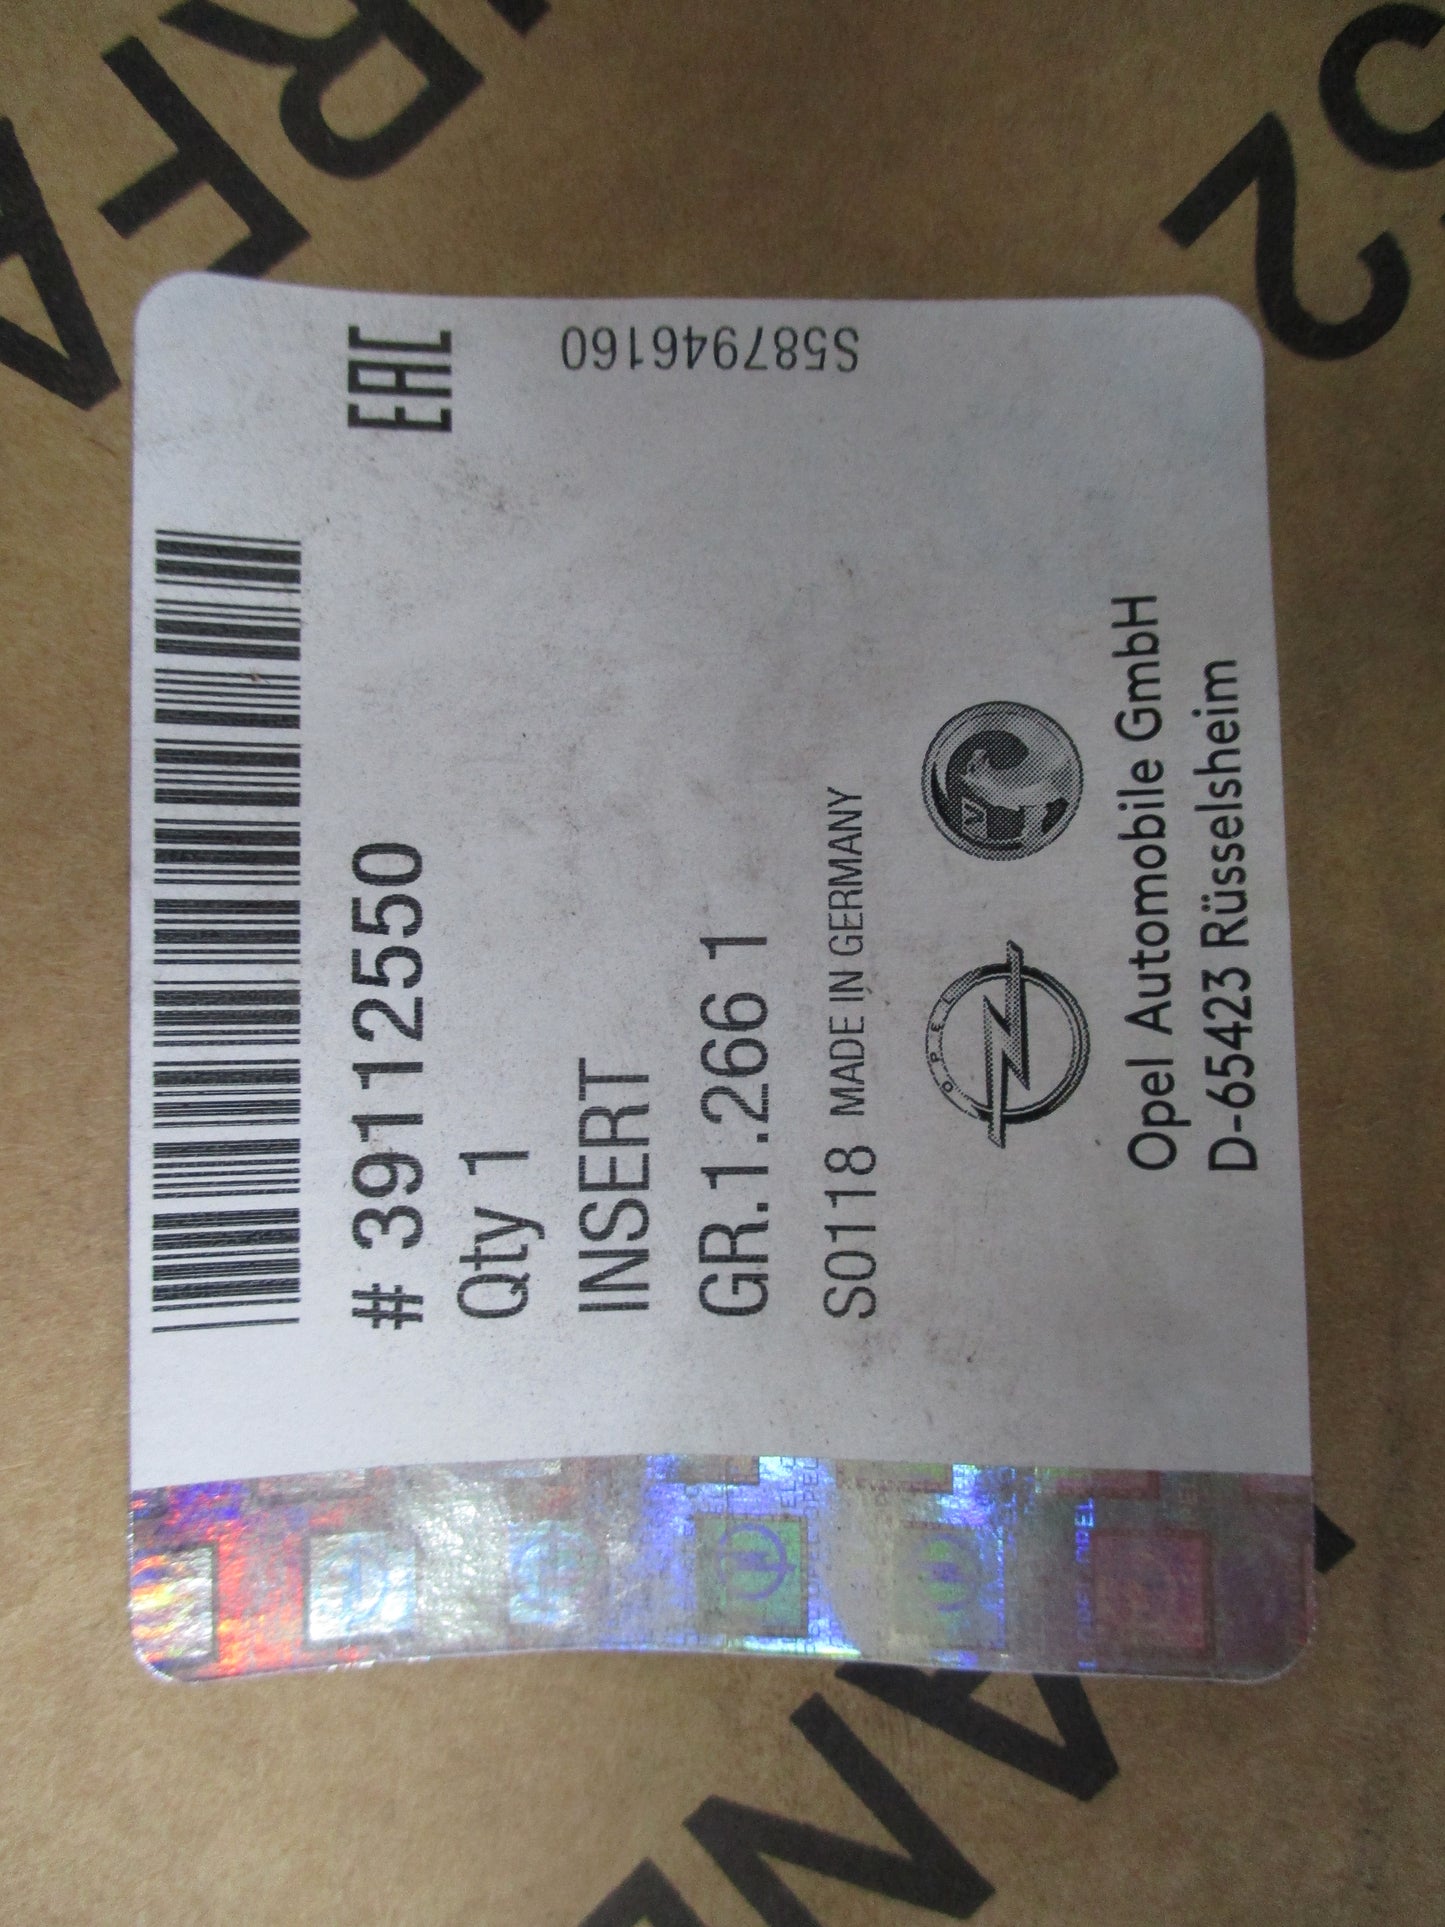 # 39112550
EAC
Qty 1
INSERT
GR.1.266 1
S0118 MADE IN GERMANY
S587946160
OPEL
V
Opel Automobile GmbH
D-65423 Rüsselsheim